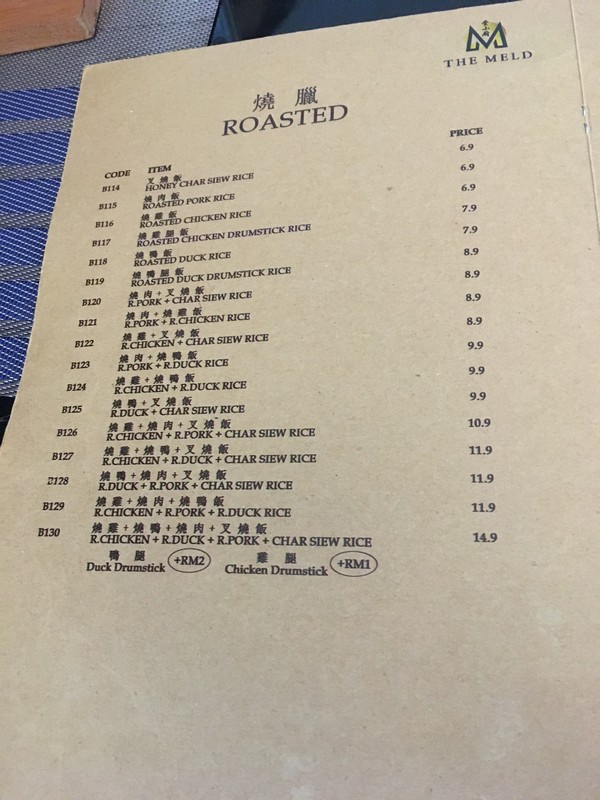 THE MELD
燒 臘
ROASTED
CODE ITEM PRICE
叉 燒 飯
B114 HONEY CHAR SIEW RICE 6.9
燒 肉 飯
B115 ROASTED PORK RICE 6.9
燒 雞 飯
B116 ROASTED CHICKEN RICE 6.9
燒 雞 腿 飯
B117 ROASTED CHICKEN DRUMSTICK RICE 7.9
燒 鴨 飯
B118 ROASTED DUCK RICE 7.9
燒 鴨 腿 飯
B119 ROASTED DUCK DRUMSTICK RICE 8.9
燒 肉 + 叉 燒 飯
B120 R.PORK + CHAR SIEW RICE 8.9
燒 肉 + 燒 雞 飯
B121 R.PORK + R.CHICKEN RICE 8.9
燒 雞 + 叉 燒 飯
B122 R.CHICKEN + CHAR SIEW RICE 8.9
燒 肉 + 燒 鴨 飯
B123 R.PORK + R.DUCK RICE 9.9
燒 雞 + 燒 鴨 飯
B124 R.CHICKEN + R.DUCK RICE 9.9
燒 鴨 + 叉 燒 飯
B125 R.DUCK + CHAR SIEW RICE 9.9
燒 雞 + 燒 肉 + 叉 燒 飯
B126 R.CHICKEN + R.PORK + CHAR SIEW RICE 10.9
燒 雞 + 燒 鴨 + 叉 燒 飯
B127 R.CHICKEN + R.DUCK + CHAR SIEW RICE 11.9
燒 鴨 + 燒 肉 + 叉 燒 飯
B128 R.DUCK + R.PORK + CHAR SIEW RICE 11.9
燒 雞 + 燒 肉 + 燒 鴨 飯
B129 R.CHICKEN + R.PORK + R.DUCK RICE 11.9
燒 雞 + 燒 鴨 + 燒 肉 + 叉 燒 飯
B130 R.CHICKEN + R.DUCK + R.PORK + CHAR SIEW RICE 14.9
鴨 腿 雞 腿
Duck Drumstick +RM2 Chicken Drumstick +RM1